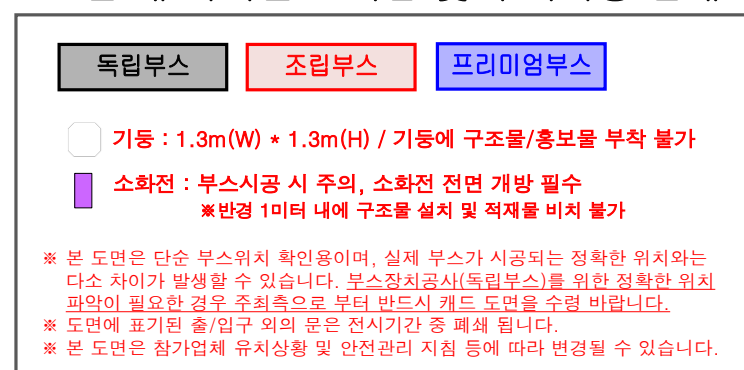 독립부스 조립부스 프리미엄부스
기둥 : 1.3m(W) * 1.3m(H) / 기둥에 구조물/홍보물 부착 불가
소화전 : 부스시공 시 주의, 소화전 전면 개방 필수
※반경 1미터 내에 구조물 설치 및 적재물 비치 불가
※ 본 도면은 단순 부스위치 확인용이며, 실제 부스가 시공되는 정확한 위치와는
다소 차이가 발생할 수 있습니다. 부스장치공사(독립부스)를 위한 정확한 위치
파악이 필요한 경우 주최측으로 부터 반드시 캐드 도면을 수령 바랍니다.
※ 도면에 표기된 출/입구 외의 문은 전시기간 중 폐쇄 됩니다.
※ 본 도면은 참가업체 유치상황 및 안전관리 지침 등에 따라 변경될 수 있습니다.